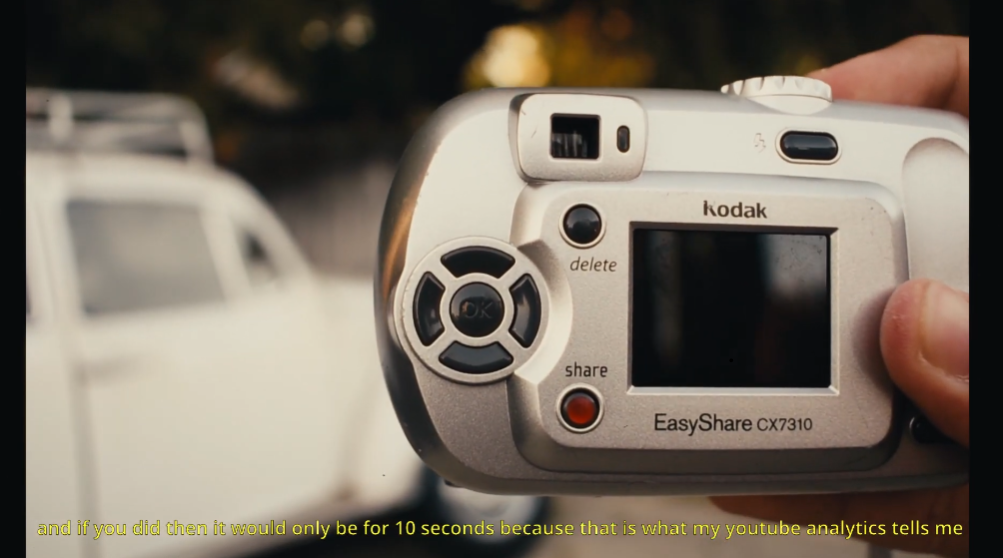 Kodak
delete
OK
share
EasyShare CX7310
and if you did then it would only be for 10 seconds because that is what my youtube analytics tells me